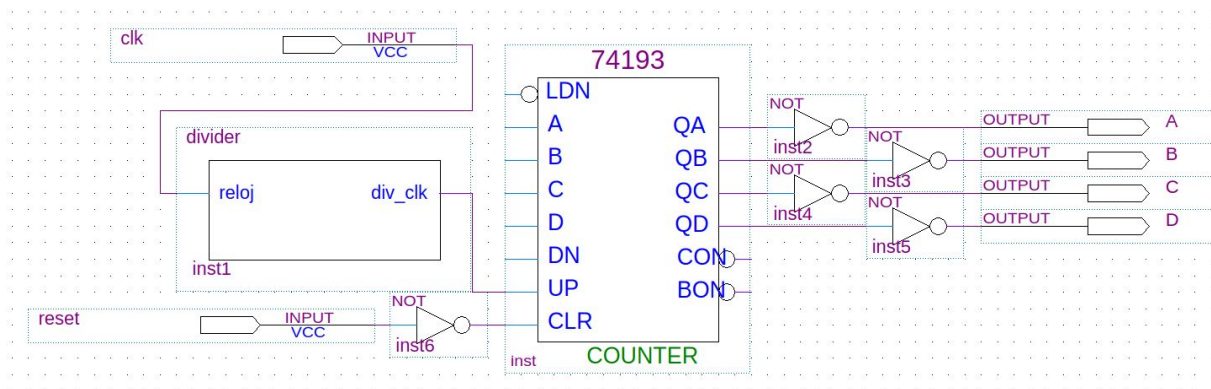 clk
INPUT
VCC
divider
reloj
div_clk
inst1
reset
INPUT
VCC
NOT
inst6
74193
LDN
A
B
C
D
DN
UP
CLR
QA
QB
QC
QD
CON
BON
inst
COUNTER
NOT
inst2
NOT
inst3
NOT
inst4
NOT
inst5
OUTPUT
A
OUTPUT
B
OUTPUT
C
OUTPUT
D